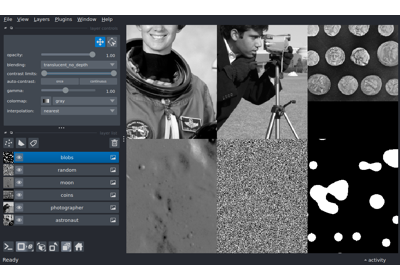 File View Layers Plugins Window Help
opacity: 1.00
blending: translucent_no_depth
contrast limits:
auto-contrast: once continuous
gamma: 1.00
colormap: gray
interpolation: nearest
blobs
random
moon
coins
photographer
astronaut
Ready activity